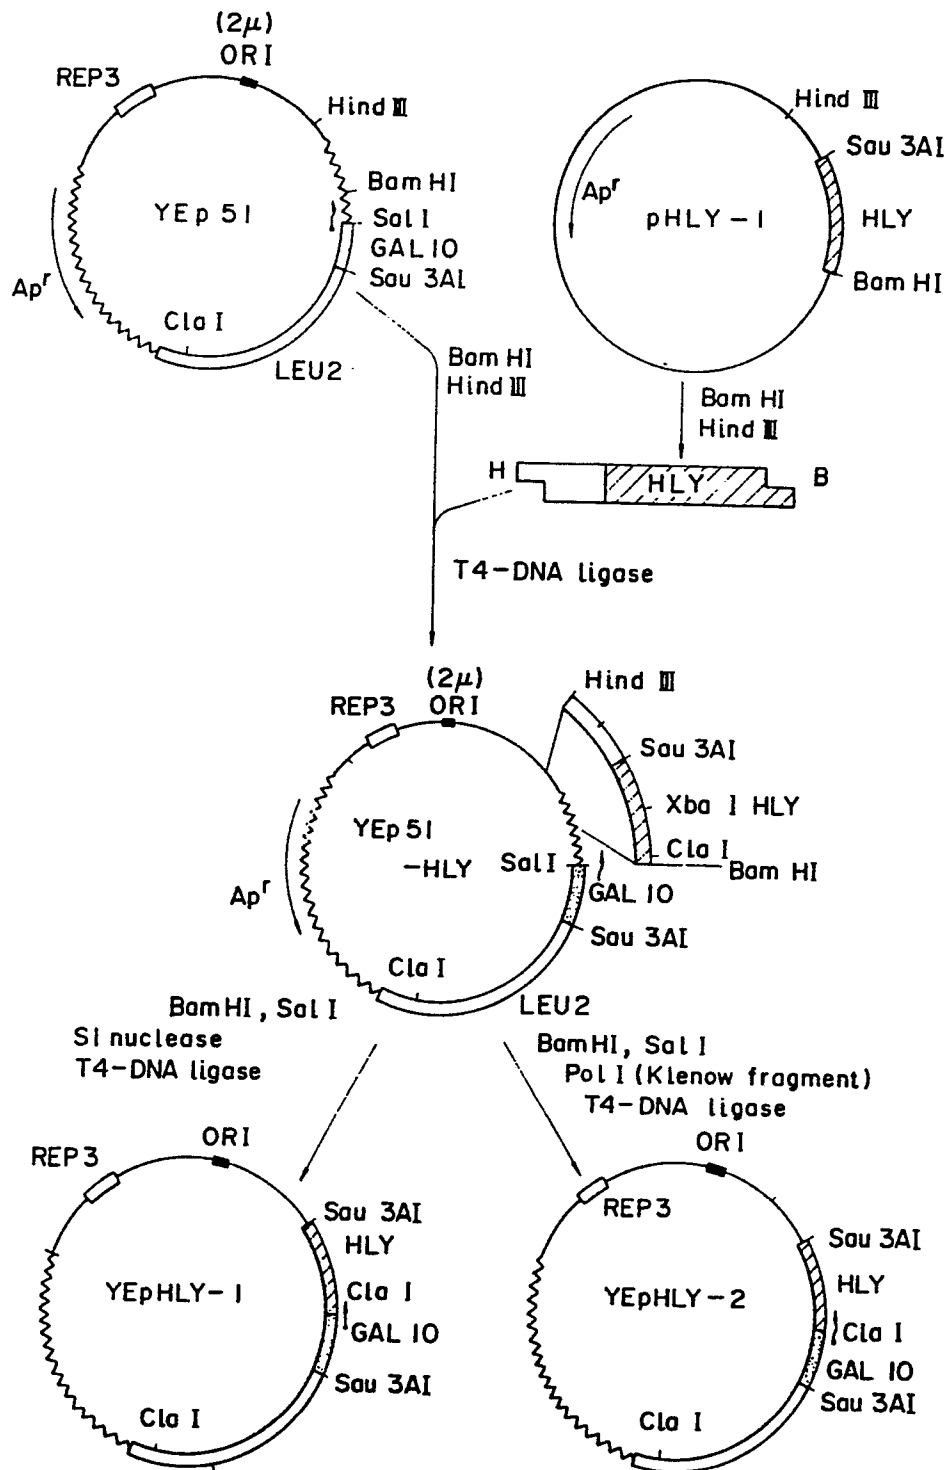 (2μ)
ORI
REP3
Hind III
Bam HI
YEp 51
Sal I
GAL 10
Sau 3AI
Apʳ
Cla I
LEU2
Hind III
Sau 3AI
Apʳ
pHLY-1
HLY
Bam HI
Bam HI
Hind III
Bam HI
Hind III
H
HLY
B
T4-DNA ligase
(2μ)
ORI
REP3
Hind III
Sau 3AI
Xba I HLY
Cla I
Bam HI
YEp 51
-HLY
Sal I
GAL 10
Apʳ
Sau 3AI
Cla I
LEU2
BamHI, Sal I
S1 nuclease
T4-DNA ligase
BamHI, Sal I
Pol I (Klenow fragment)
T4-DNA ligase
ORI
REP3
Sau 3AI
HLY
YEpHLY-1
Cla I
GAL 10
Sau 3AI
Cla I
ORI
REP3
Sau 3AI
HLY
YEpHLY-2
Cla I
GAL 10
Sau 3AI
Cla I